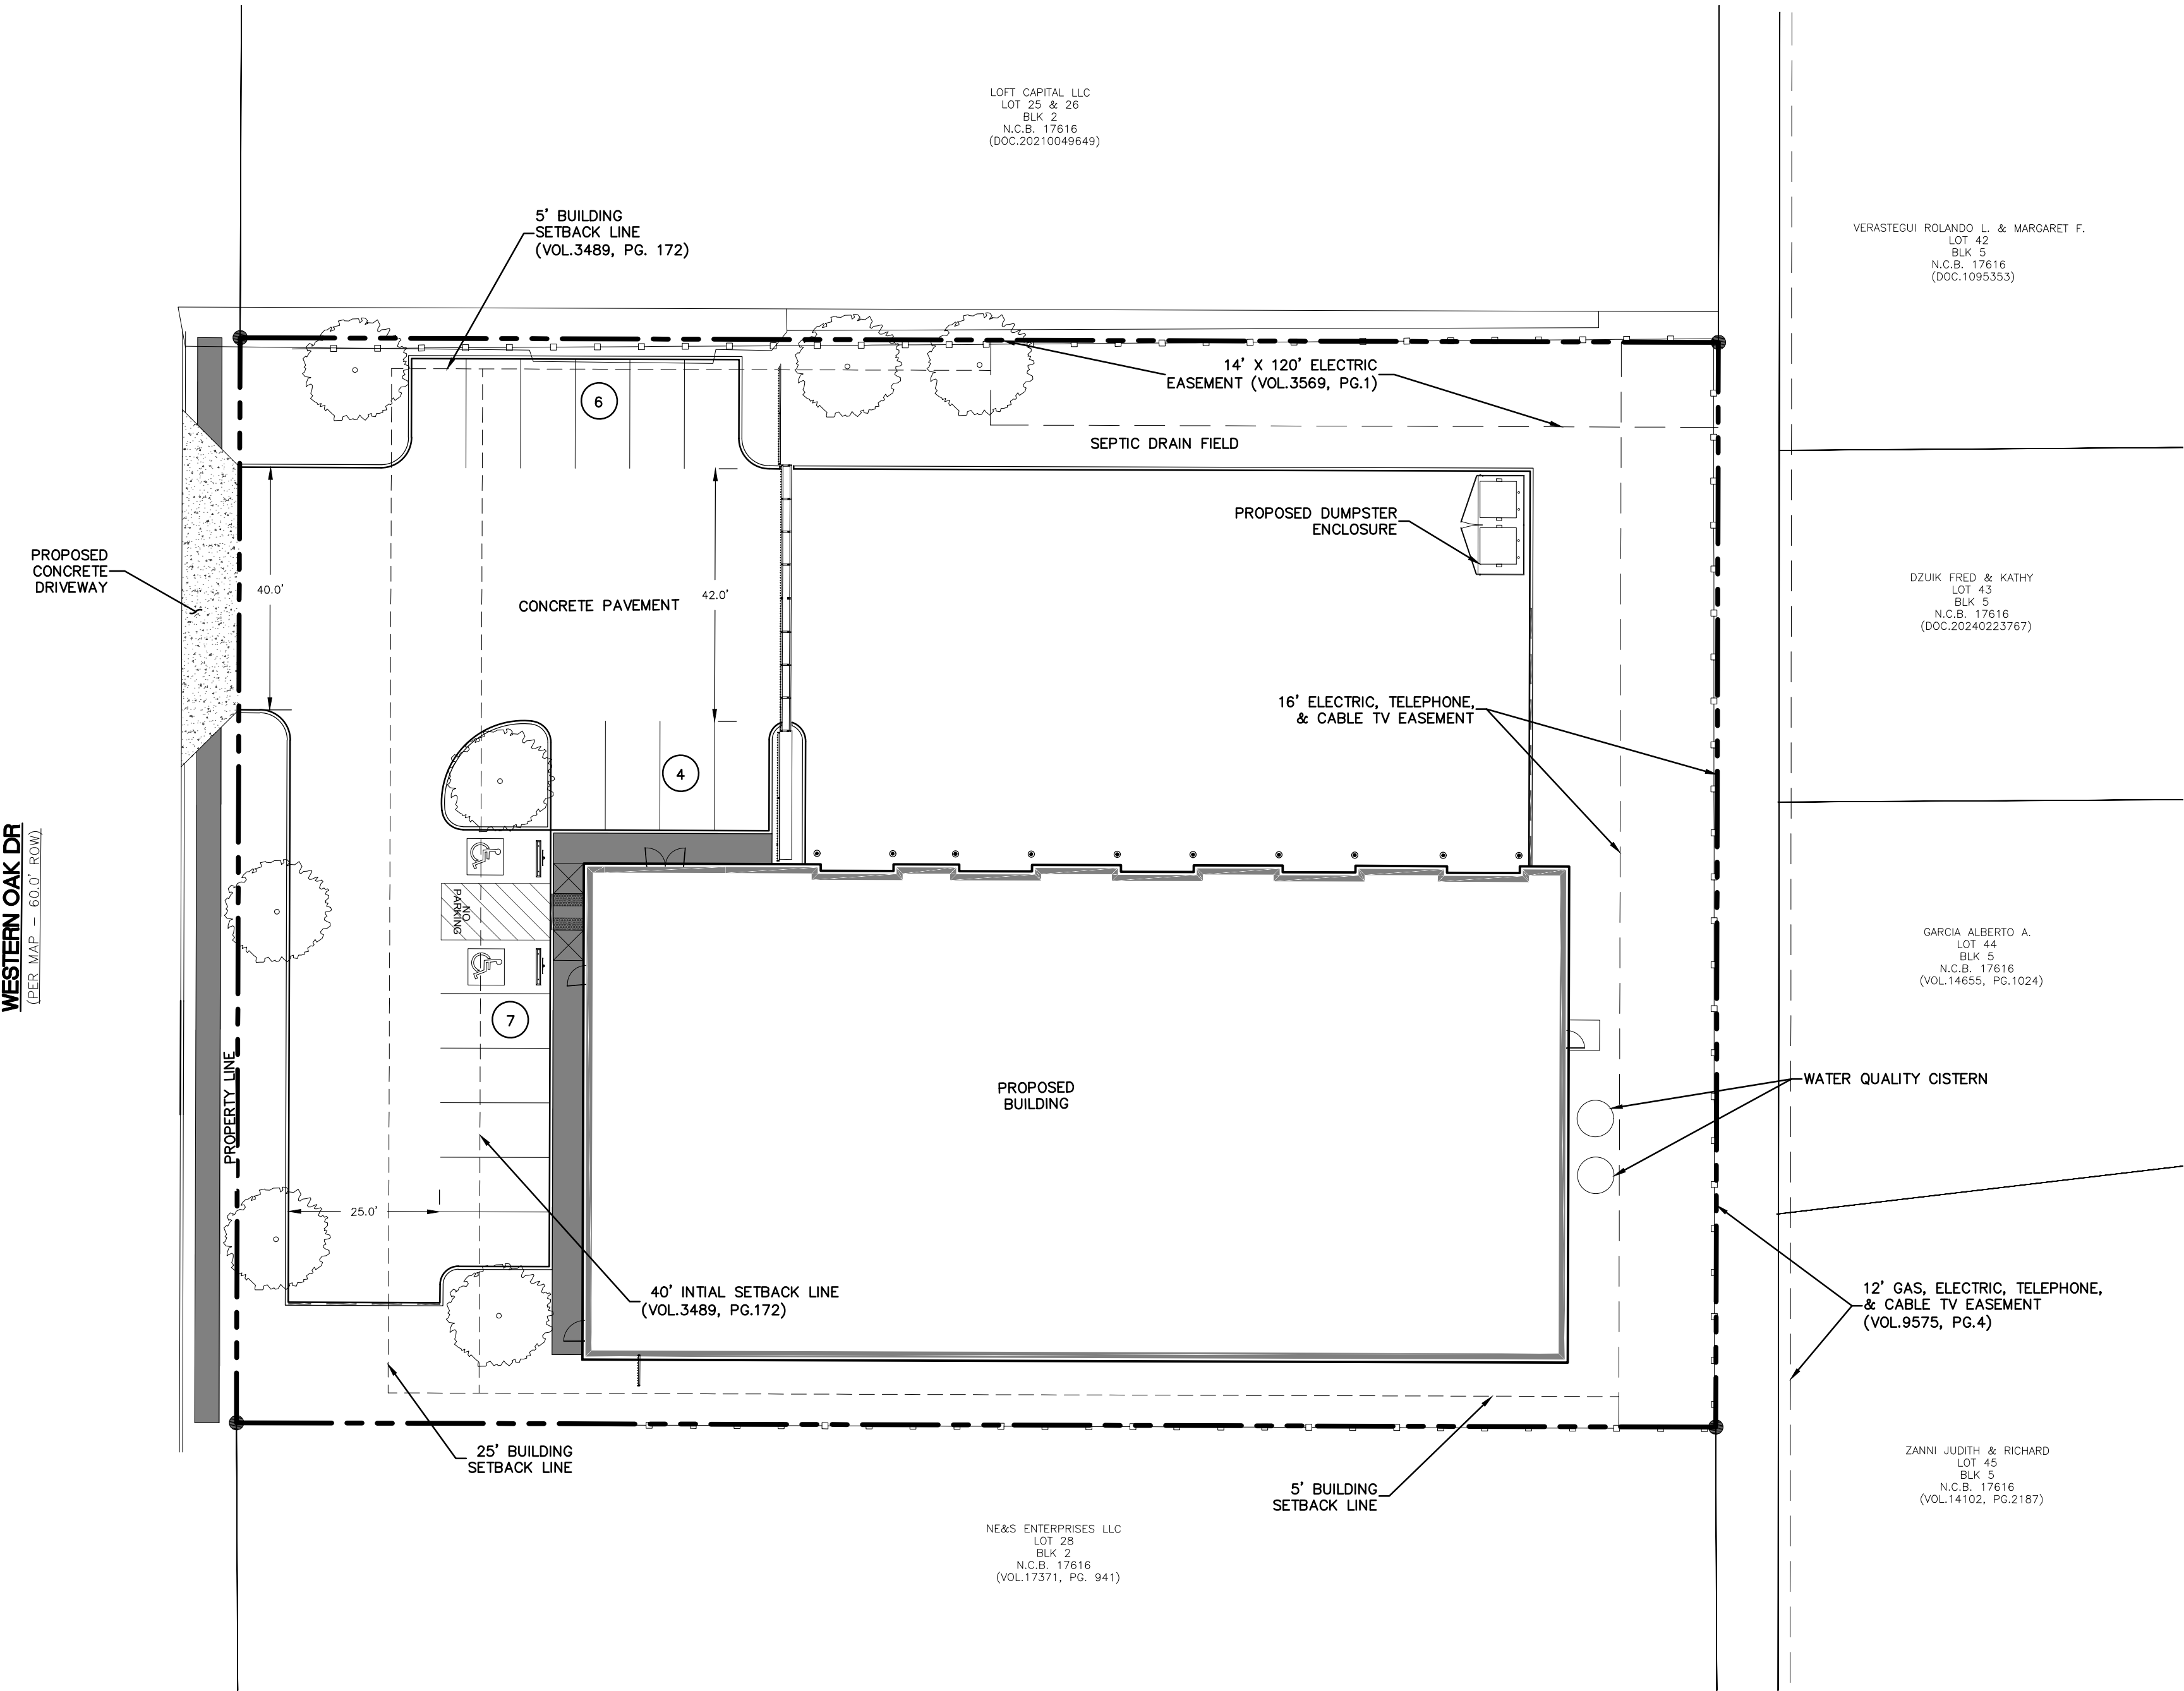 LOFT CAPITAL LLC
LOT 25 & 26
BLK 2
N.C.B. 17616
(DOC.20210049649)
5' BUILDING
SETBACK LINE
(VOL.3489, PG. 172)
VERASTEGUI ROLANDO L. & MARGARET F.
LOT 42
BLK 5
N.C.B. 17616
(DOC.1095353)
14' X 120' ELECTRIC
EASEMENT (VOL.3569, PG.1)
6
SEPTIC DRAIN FIELD
PROPOSED DUMPSTER
ENCLOSURE
PROPOSED
CONCRETE
DRIVEWAY
40.0'
CONCRETE PAVEMENT
42.0'
DZUIK FRED & KATHY
LOT 43
BLK 5
N.C.B. 17616
(DOC.20240223767)
16' ELECTRIC, TELEPHONE,
& CABLE TV EASEMENT
4
WESTERN OAK DR
(PER MAP - 60.0' ROW)
NO
PARKING
GARCIA ALBERTO A.
LOT 44
BLK 5
N.C.B. 17616
(VOL.14655, PG.1024)
7
PROPERTY LINE
PROPOSED
BUILDING
WATER QUALITY CISTERN
25.0'
40' INTIAL SETBACK LINE
(VOL.3489, PG.172)
12' GAS, ELECTRIC, TELEPHONE,
& CABLE TV EASEMENT
(VOL.9575, PG.4)
25' BUILDING
SETBACK LINE
5' BUILDING
SETBACK LINE
ZANNI JUDITH & RICHARD
LOT 45
BLK 5
N.C.B. 17616
(VOL.14102, PG.2187)
NE&S ENTERPRISES LLC
LOT 28
BLK 2
N.C.B. 17616
(VOL.17371, PG. 941)